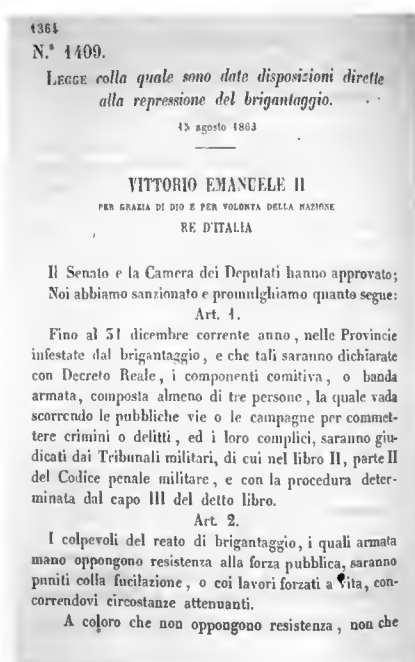 1364
N.° 1409.
LEGGE colla quale sono date disposizioni dirette
alla repressione del brigantaggio.
15 agosto 1863
VITTORIO EMANUELE II
PER GRAZIA DI DIO E PER VOLONTA DELLA NAZIONE
RE D'ITALIA
Il Senato e la Camera dei Deputati hanno approvato;
Noi abbiamo sanzionato e promulghiamo quanto segue:
Art. 1.
Fino al 31 dicembre corrente anno, nelle Provincie
infestate dal brigantaggio, e che tali saranno dichiarate
con Decreto Reale, i componenti comitiva, o banda
armata, composta almeno di tre persone, la quale vada
scorrendo le pubbliche vie o le campagne per commet-
tere crimini o delitti, ed i loro complici, saranno giu-
dicati dai Tribunali militari, di cui nel libro II, parte II
del Codice penale militare, e con la procedura deter-
minata dal capo III del detto libro.
Art. 2.
I colpevoli del reato di brigantaggio, i quali armata
mano oppongono resistenza alla forza pubblica, saranno
puniti colla fucilazione, o coi lavori forzati a vita, con-
correndovi circostanze attenuanti.
A coloro che non oppongono resistenza, non che